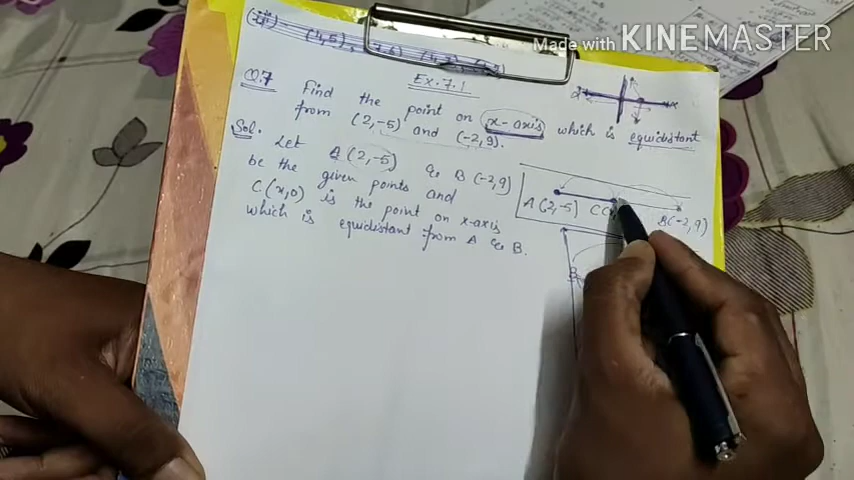 Made with KINEMASTER
Ex: 7.1
Q.7 Find the point on x-axis which is equidistant
from (2,-5) and (-2,9).
Sol. Let A(2,-5) & B(-2,9)
be the given points and
C(x,0) is the point on x-axis
which is equidistant from A & B.
A(2,-5) C( B(-2,9)
B